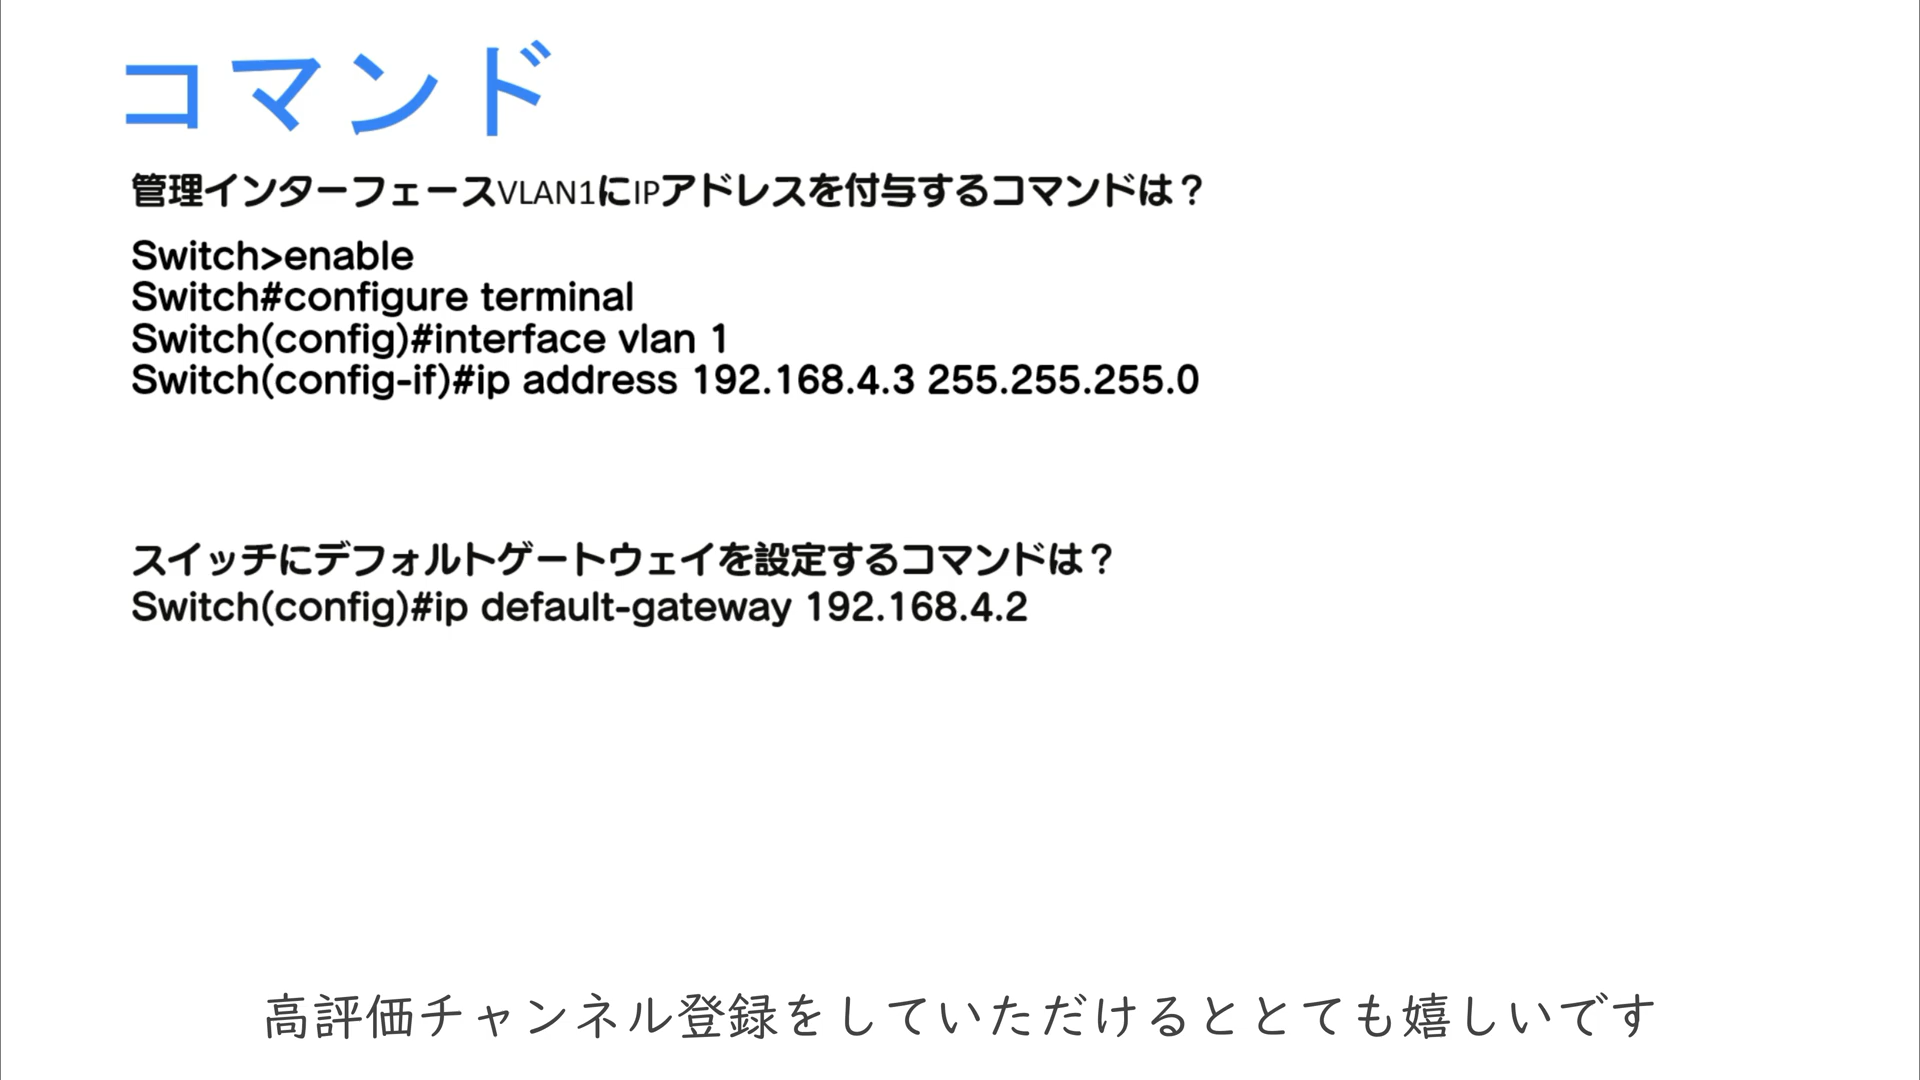 コマンド
管理インターフェースVLAN1にIPアドレスを付与するコマンドは？
Switch>enable
Switch#configure terminal
Switch(config)#interface vlan 1
Switch(config-if)#ip address 192.168.4.3 255.255.255.0
スイッチにデフォルトゲートウェイを設定するコマンドは？
Switch(config)#ip default-gateway 192.168.4.2
高評価チャンネル登録をしていただけるととても嬉しいです